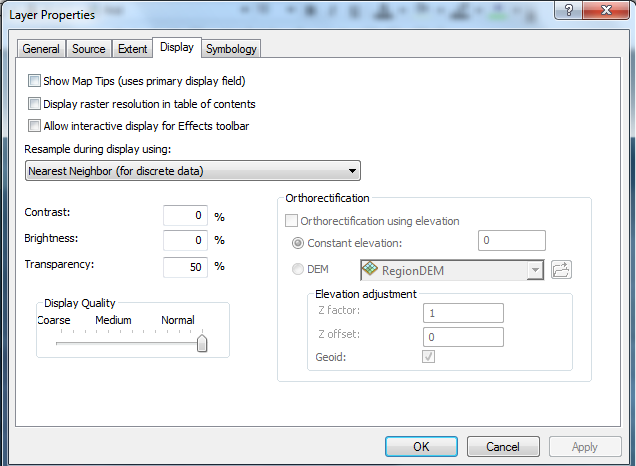 Layer Properties
General Source Extent Display Symbology
Show Map Tips (uses primary display field)
Display raster resolution in table of contents
Allow interactive display for Effects toolbar
Resample during display using:
Nearest Neighbor (for discrete data)
Contrast: 0 %
Brightness: 0 %
Transparency: 50 %
Display Quality
Coarse Medium Normal
Orthorectification
Orthorectification using elevation
Constant elevation: 0
DEM RegionDEM
Elevation adjustment
Z factor: 1
Z offset: 0
Geoid:
OK Cancel Apply